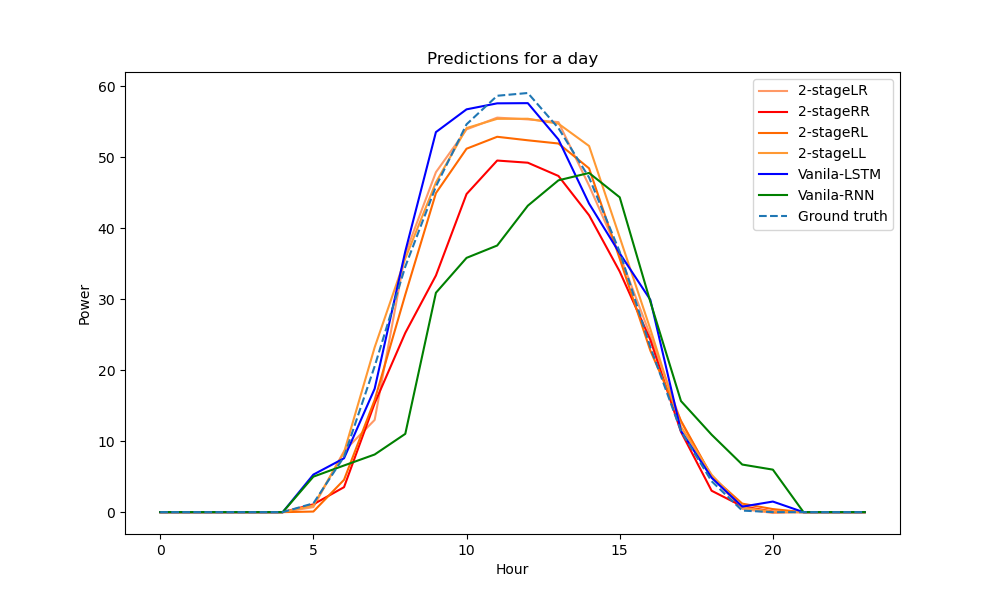 Predictions for a day
60
50
40
30
20
10
0
Power
2-stageLR
2-stageRR
2-stageRL
2-stageLL
Vanila-LSTM
Vanila-RNN
Ground truth
0 5 10 15 20
Hour